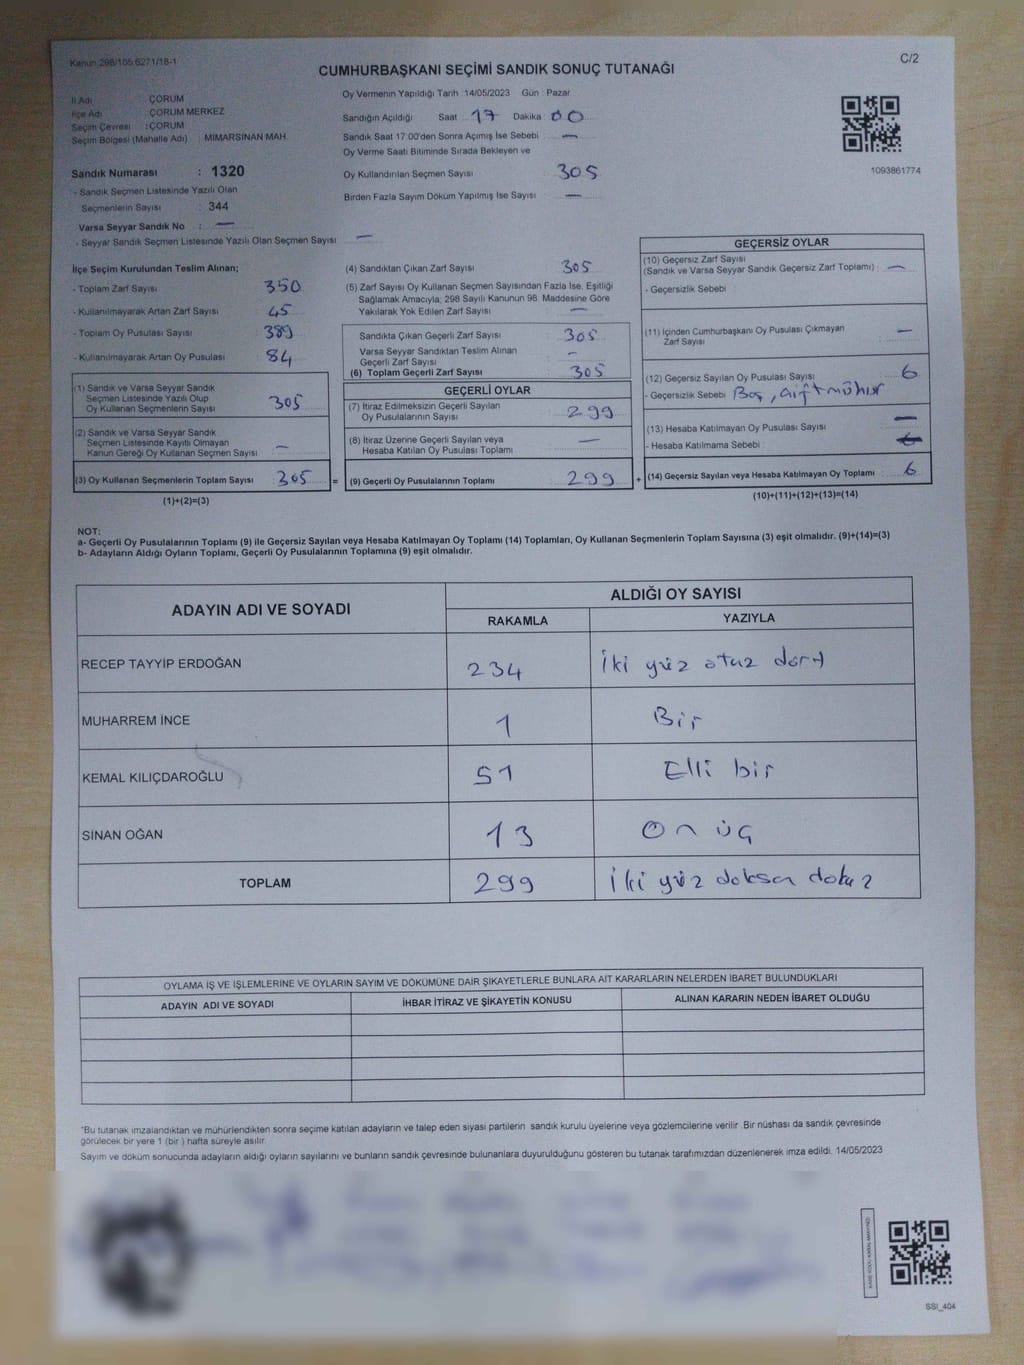 Kanun:298/105,6271/18-1
C/2
CUMHURBAŞKANI SEÇİMİ SANDIK SONUÇ TUTANAĞI
İl Adı : ÇORUM
İlçe Adı : ÇORUM MERKEZ
Seçim Çevresi : ÇORUM
Seçim Bölgesi (Mahalle Adı) : MİMARSİNAN MAH.
Oy Vermenin Yapıldığı Tarih 14/05/2023 Gün : Pazar
Sandığın Açıldığı Saat 17 Dakika 00
Sandık Saat 17.00'den Sonra Açımış İse Sebebi : —
Oy Verme Saati Bitiminde Sırada Bekleyen ve
Oy Kullandırılan Seçmen Sayısı 305
Birden Fazla Sayım Döküm Yapılmış İse Sayısı —
1093861774
Sandık Numarası : 1320
- Sandık Seçmen Listesinde Yazılı Olan
Seçmenlerin Sayısı : 344
Varsa Seyyar Sandık No : —
- Seyyar Sandık Seçmen Listesinde Yazılı Olan Seçmen Sayısı —
İlçe Seçim Kurulundan Teslim Alınan;
- Toplam Zarf Sayısı 350
- Kullanılmayarak Artan Zarf Sayısı 45
- Toplam Oy Pusulası Sayısı 389
- Kullanılmayarak Artan Oy Pusulası 84
(1) Sandık ve Varsa Seyyar Sandık
Seçmen Listesinde Yazılı Olup
Oy Kullanan Seçmenlerin Sayısı 305
(2) Sandık ve Varsa Seyyar Sandık
Seçmen Listesinde Kayıtlı Olmayan
Kanun Gereği Oy Kullanan Seçmen Sayısı —
(3) Oy Kullanan Seçmenlerin Toplam Sayısı : 305 =
(1)+(2)=(3)
(4) Sandıktan Çıkan Zarf Sayısı 305
(5) Zarf Sayısı Oy Kullanan Seçmen Sayısından Fazla İse, Eşitliği
Sağlamak Amacıyla; 298 Sayılı Kanunun 98. Maddesine Göre
Yakılarak Yok Edilen Zarf Sayısı —
Sandıkta Çıkan Geçerli Zarf Sayısı 305
Varsa Seyyar Sandıktan Teslim Alınan
Geçerli Zarf Sayısı —
(6) Toplam Geçerli Zarf Sayısı 305
GEÇERLİ OYLAR
(7) İtiraz Edilmeksizin Geçerli Sayılan
Oy Pusulalarının Sayısı 299
(8) İtiraz Üzerine Geçerli Sayılan veya
Hesaba Katılan Oy Pusulası Toplamı —
(9) Geçerli Oy Pusulalarının Toplamı 299 +
GEÇERSİZ OYLAR
(10) Geçersiz Zarf Sayısı
(Sandık ve Varsa Seyyar Sandık Geçersiz Zarf Toplamı) —
- Geçersizlik Sebebi :
(11) İçinden Cumhurbaşkanı Oy Pusulası Çıkmayan
Zarf Sayısı —
(12) Geçersiz Sayılan Oy Pusulası Sayısı 6
- Geçersizlik Sebebi Boş, çift mühür
(13) Hesaba Katılmayan Oy Pusulası Sayısı —
- Hesaba Katılmama Sebebi :
(14) Geçersiz Sayılan veya Hesaba Katılmayan Oy Toplamı : 6
(10)+(11)+(12)+(13)=(14)
NOT:
a- Geçerli Oy Pusulalarının Toplamı (9) ile Geçersiz Sayılan veya Hesaba Katılmayan Oy Toplamı (14) Toplamları, Oy Kullanan Seçmenlerin Toplam Sayısına (3) eşit olmalıdır. (9)+(14)=(3)
b- Adayların Aldığı Oyların Toplamı, Geçerli Oy Pusulalarının Toplamına (9) eşit olmalıdır.
ADAYIN ADI VE SOYADI
ALDIĞI OY SAYISI
RAKAMLA YAZIYLA
RECEP TAYYİP ERDOĞAN 234 İki yüz otuz dört
MUHARREM İNCE 1 Bir
KEMAL KILIÇDAROĞLU 51 Elli bir
SİNAN OĞAN 13 On üç
TOPLAM 299 İki yüz doksan dokuz
OYLAMA İŞ VE İŞLEMLERİNE VE OYLARIN SAYIM VE DÖKÜMÜNE DAİR ŞİKAYETLERLE BUNLARA AİT KARARLARIN NELERDEN İBARET BULUNDUKLARI
ADAYIN ADI VE SOYADI İHBAR İTİRAZ VE ŞİKAYETİN KONUSU ALINAN KARARIN NEDEN İBARET OLDUĞU
*Bu tutanak imzalandıktan ve mühürlendikten sonra seçime katılan adayların ve talep eden siyasi partilerin sandık kurulu üyelerine veya gözlemcilerine verilir. Bir nüshası da sandık çevresinde
görülecek bir yere 1 (bir ) hafta süreyle asılır.
Sayım ve döküm sonucunda adayların aldığı oyların sayılarını ve bunların sandık çevresinde bulunanlara duyurulduğunu gösteren bu tutanak tarafımızdan düzenlenerek imza edildi. 14/05/2023
SSI_404